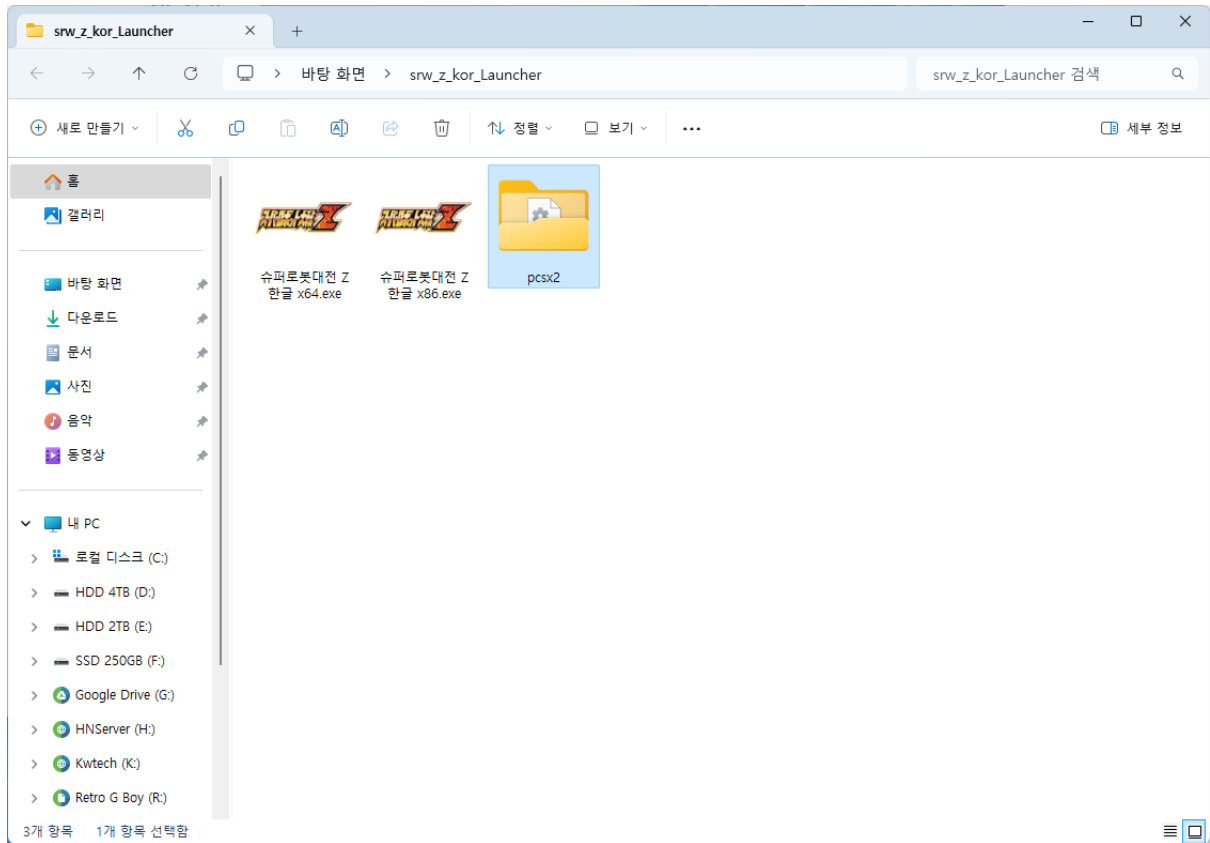 srw_z_kor_Launcher
바탕 화면 > srw_z_kor_Launcher
srw_z_kor_Launcher 검색
새로 만들기
정렬
보기
세부 정보
홈
갤러리
바탕 화면
다운로드
문서
사진
음악
동영상
내 PC
로컬 디스크 (C:)
HDD 4TB (D:)
HDD 2TB (E:)
SSD 250GB (F:)
Google Drive (G:)
HNServer (H:)
Kwtech (K:)
Retro G Boy (R:)
슈퍼로봇대전 Z
한글 x64.exe
슈퍼로봇대전 Z
한글 x86.exe
pcsx2
3개 항목
1개 항목 선택함